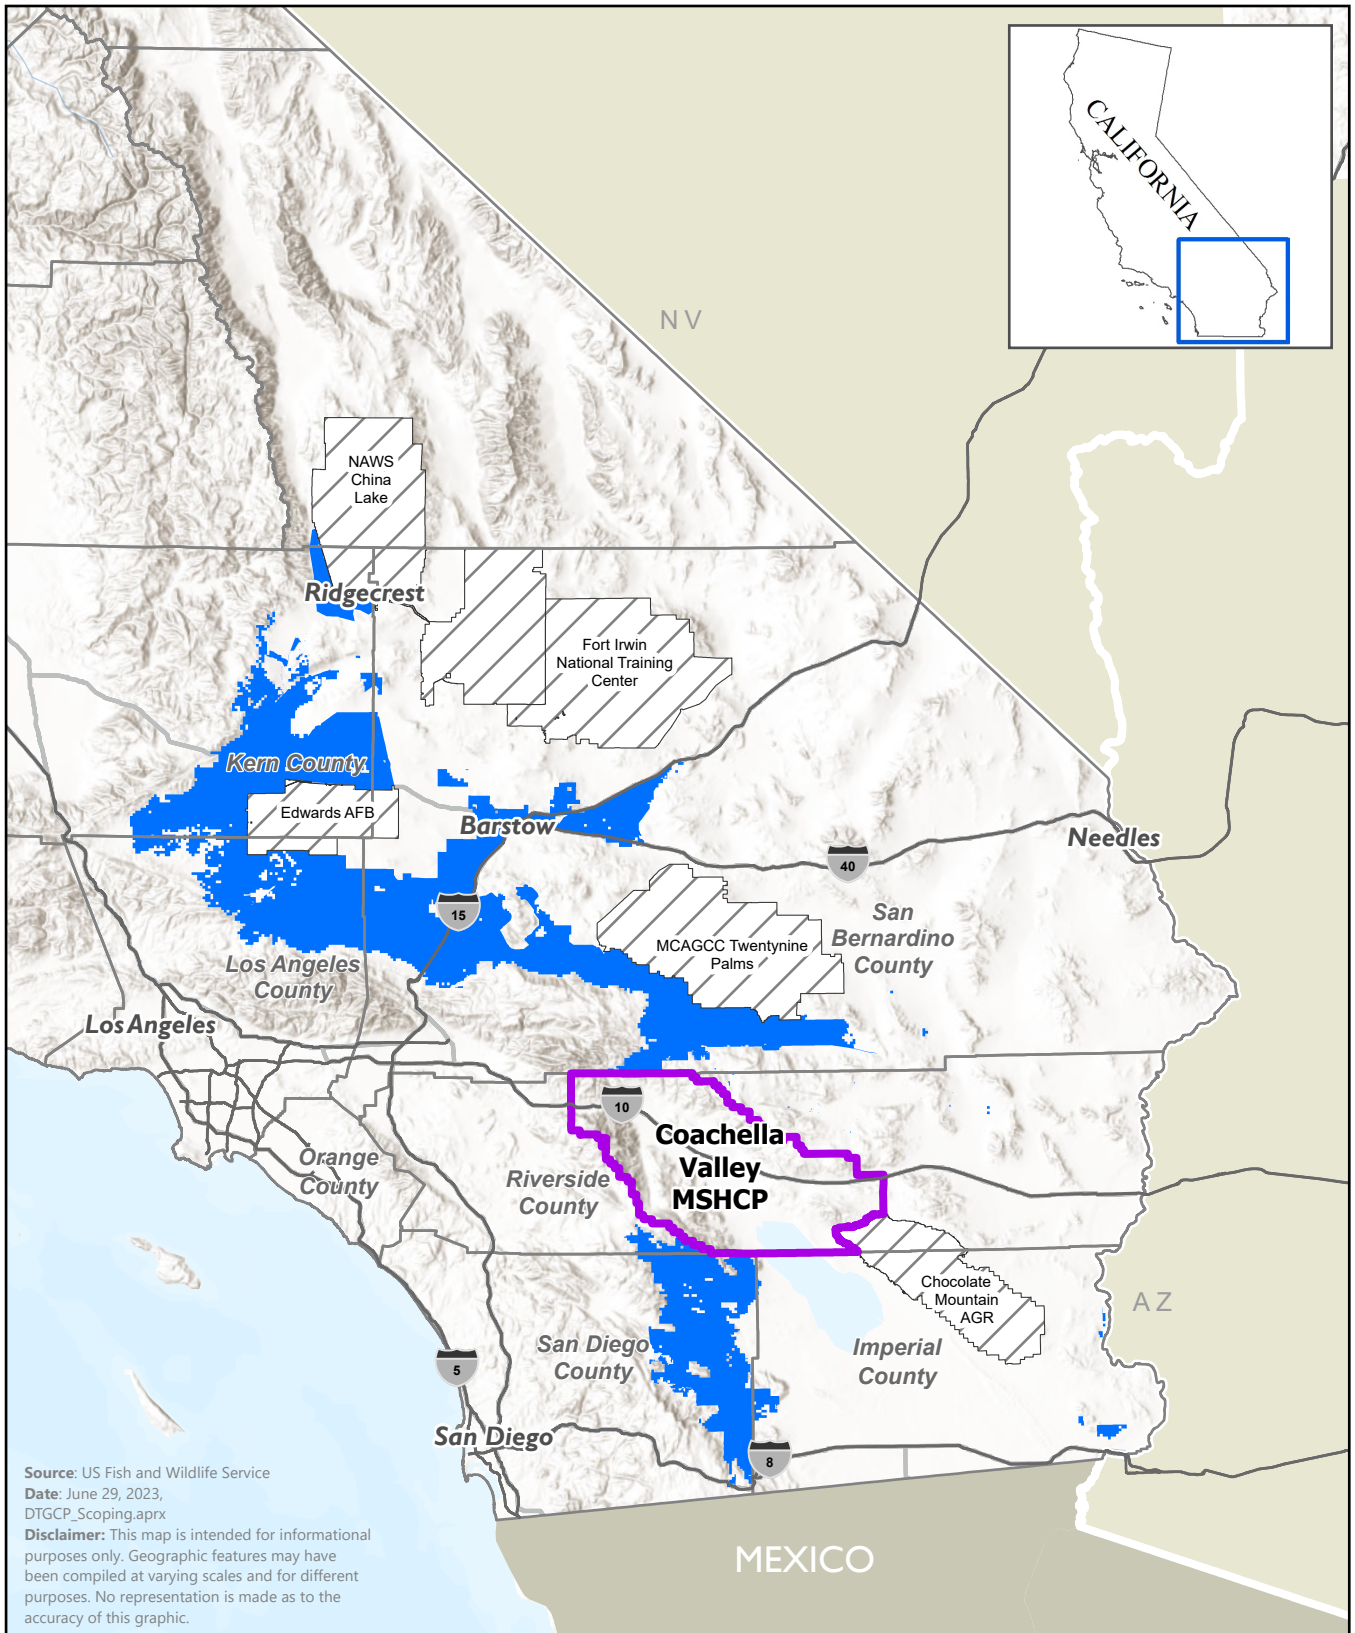 CALIFORNIA
NV
NAWS
China
Lake
Ridgecrest
Fort Irwin
National Training
Center
Kern County
Edwards AFB
Barstow
Needles
40
15
San
Bernardino
County
MCAGCC Twentynine
Palms
Los Angeles
County
Los Angeles
10
Coachella
Valley
MSHCP
Orange
County
Riverside
County
Chocolate
Mountain
AGR
AZ
San Diego
County
Imperial
County
5
San Diego
8
MEXICO
Source: US Fish and Wildlife Service
Date: June 29, 2023,
DTGCP_Scoping.aprx
Disclaimer: This map is intended for informational
purposes only. Geographic features may have
been compiled at varying scales and for different
purposes. No representation is made as to the
accuracy of this graphic.